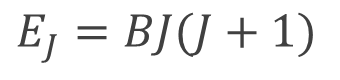 E_J = BJ(J + 1)